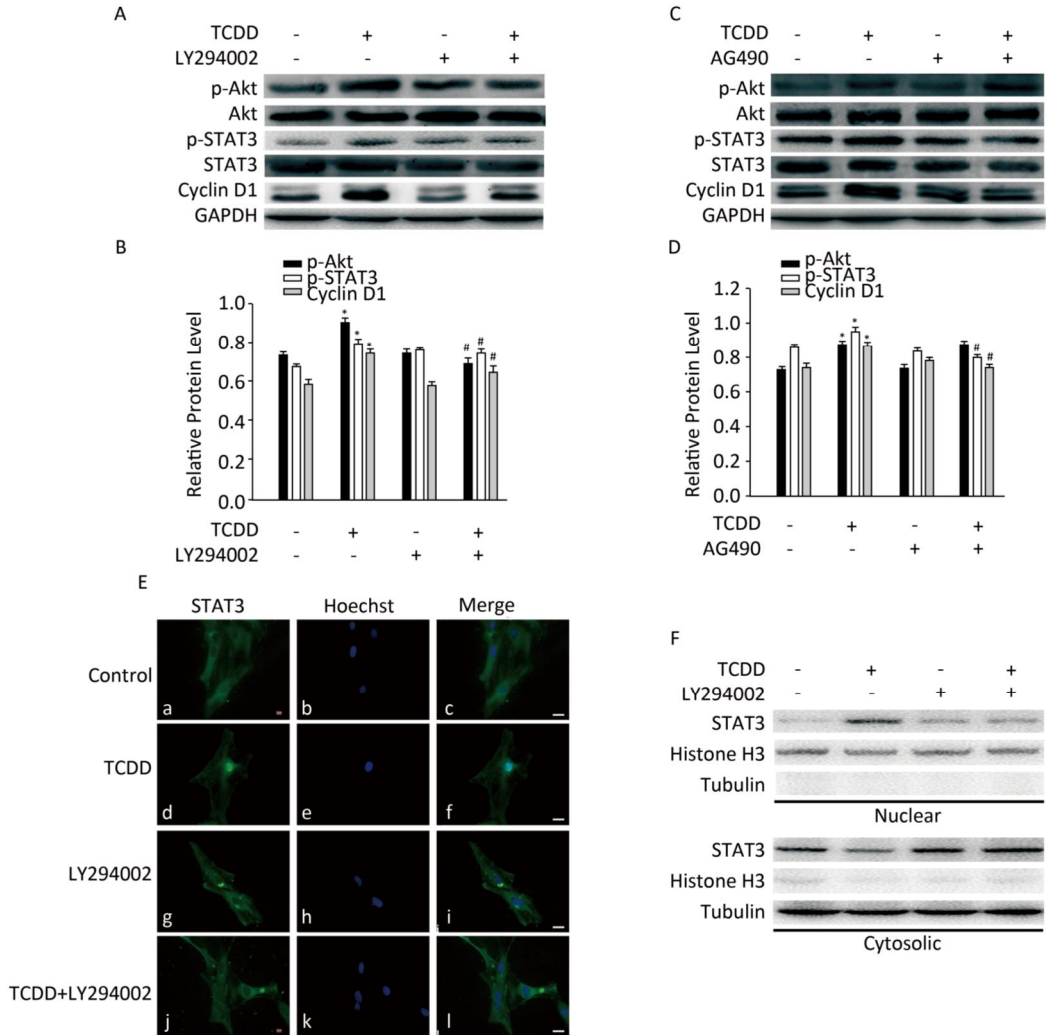 A
TCDD - + - +
LY294002 - - + +
p-Akt
Akt
p-STAT3
STAT3
Cyclin D1
GAPDH
C
TCDD - + - +
AG490 - - + +
p-Akt
Akt
p-STAT3
STAT3
Cyclin D1
GAPDH
B
p-Akt
p-STAT3
Cyclin D1
Relative Protein Level
1.0
0.8
0.6
0.4
0.2
0.0
* * *
# # #
TCDD - + - +
LY294002 - - + +
D
p-Akt
p-STAT3
Cyclin D1
Relative Protein Level
1.2
1.0
0.8
0.6
0.4
0.2
0.0
* * *
# #
TCDD - + - +
AG490 - - + +
E
STAT3 Hoechst Merge
Control
a b c
TCDD
d e f
LY294002
g h i
TCDD+LY294002
j k l
F
TCDD - + - +
LY294002 - - + +
STAT3
Histone H3
Tubulin
Nuclear
STAT3
Histone H3
Tubulin
Cytosolic